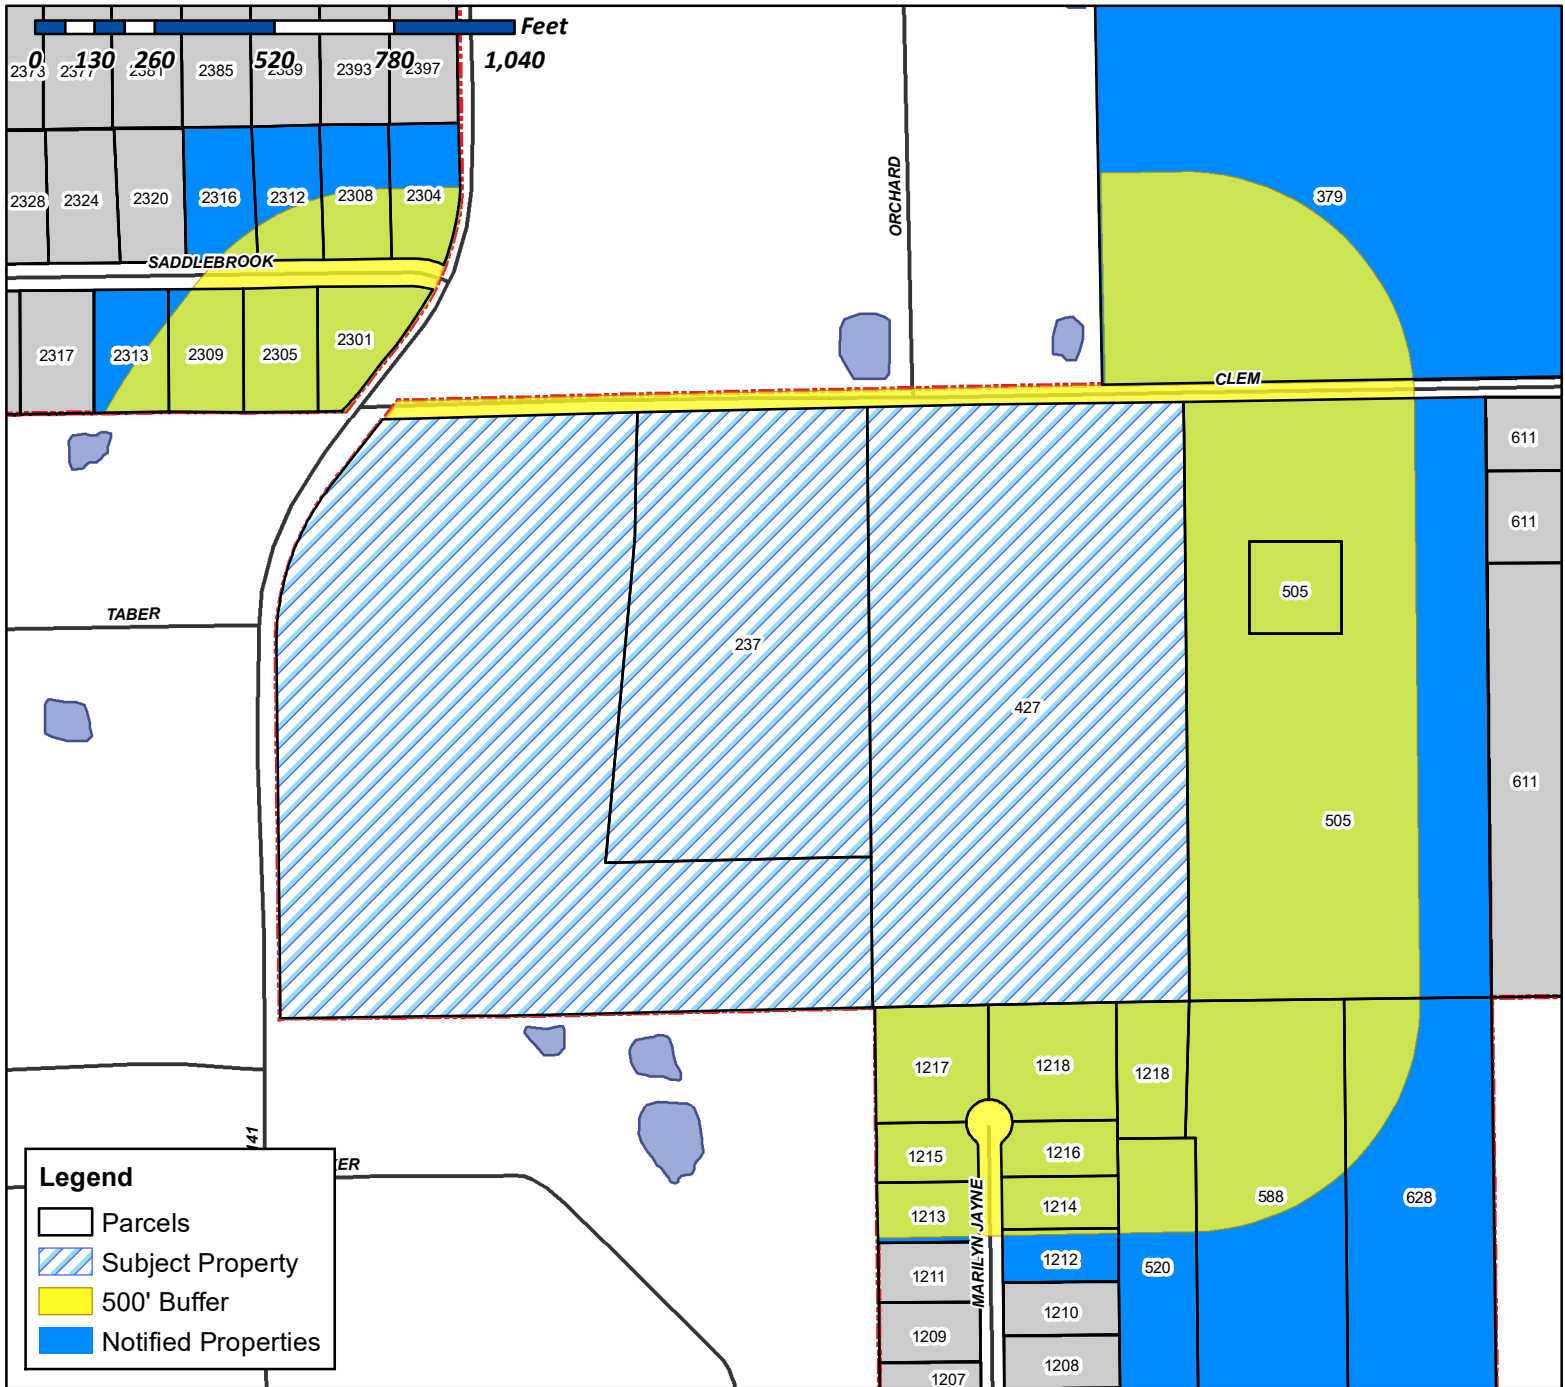 Feet
0 130 260 520 780 1,040
2373 2377 2381 2385 2389 2393 2397
2328 2324 2320 2316 2312 2308 2304
ORCHARD
379
SADDLEBROOK
2317 2313 2309 2305 2301
CLEM
611
611
505
TABER
237
427
611
505
1217 1218 1218
141
1215 1216
KER
MARILYN JAYNE
588 628
1213 1214
1212 520
1211
1210
1209
1208
1207
Legend
Parcels
Subject Property
500' Buffer
Notified Properties